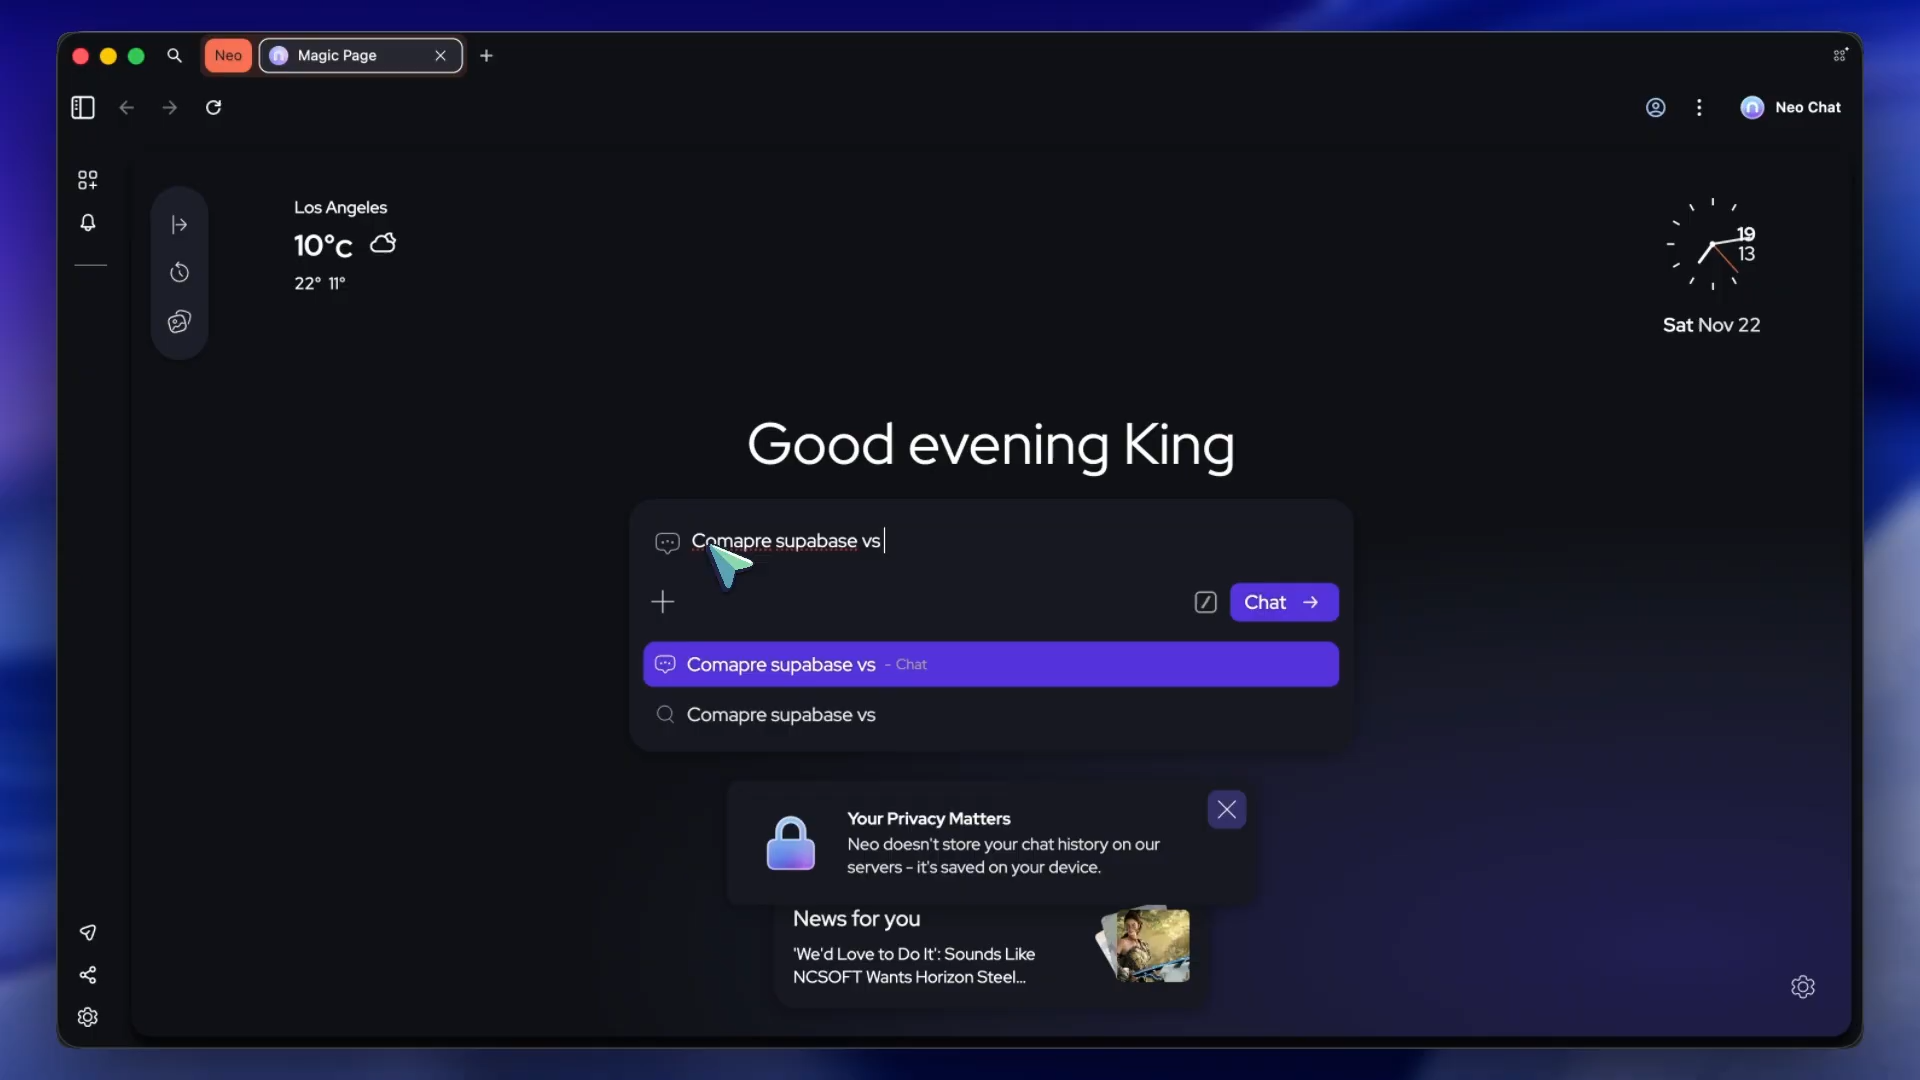 Neo
Magic Page
Neo Chat
Los Angeles
10°c
22° 11°
19
13
Sat Nov 22
Good evening King
Comapre supabase vs
Chat
Comapre supabase vs - Chat
Comapre supabase vs
Your Privacy Matters
Neo doesn't store your chat history on our
servers - it's saved on your device.
News for you
'We'd Love to Do It': Sounds Like
NCSOFT Wants Horizon Steel...